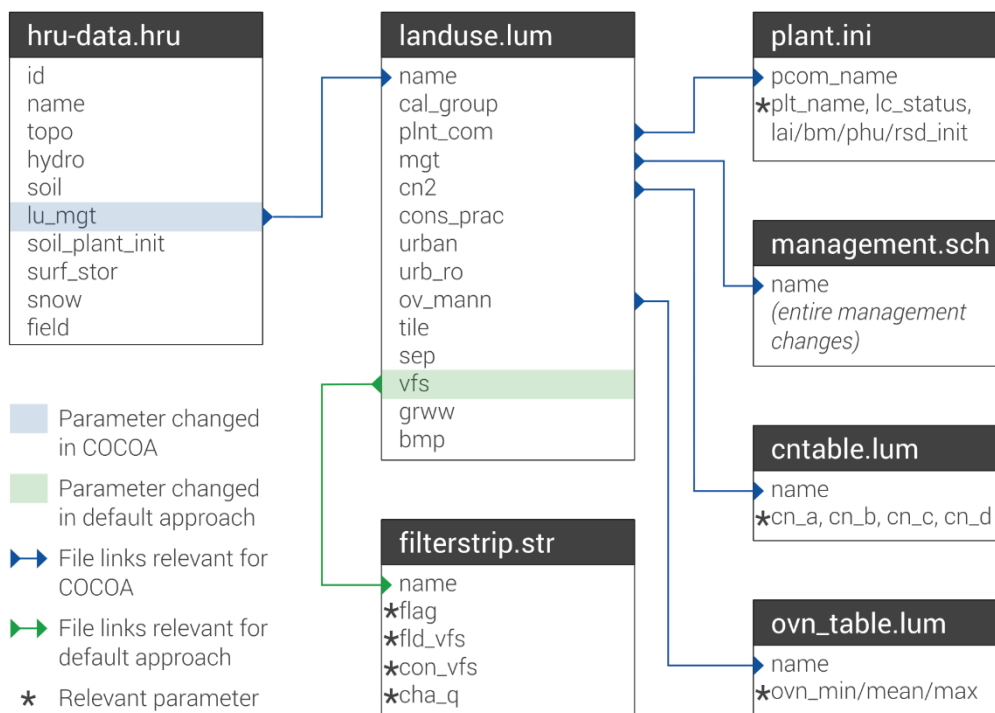 hru-data.hru
id
name
topo
hydro
soil
lu_mgt
soil_plant_init
surf_stor
snow
field
landuse.lum
name
cal_group
plnt_com
mgt
cn2
cons_prac
urban
urb_ro
ov_mann
tile
sep
vfs
grww
bmp
plant.ini
pcom_name
*plt_name, lc_status,
lai/bm/phu/rsd_init
management.sch
name
(entire management
changes)
cntable.lum
name
*cn_a, cn_b, cn_c, cn_d
filterstrip.str
name
*flag
*fld_vfs
*con_vfs
*cha_q
ovn_table.lum
name
*ovn_min/mean/max
Parameter changed
in COCOA
Parameter changed
in default approach
File links relevant for
COCOA
File links relevant for
default approach
* Relevant parameter